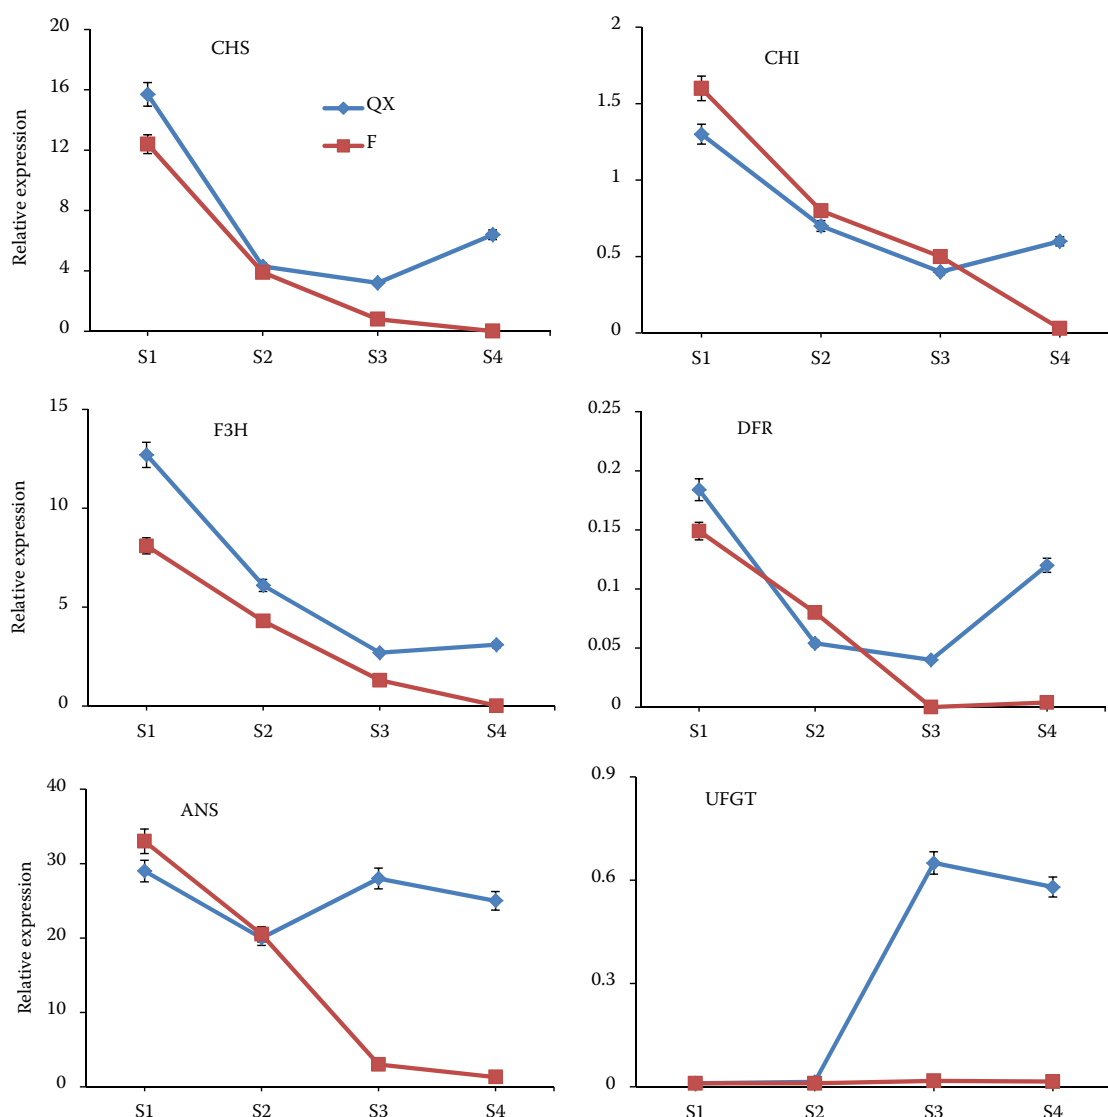 CHS
20
16
12
8
4
0
Relative expression
QX
F
S1 S2 S3 S4
CHI
2
1.5
1
0.5
0
S1 S2 S3 S4
F3H
15
10
5
0
Relative expression
S1 S2 S3 S4
DFR
0.25
0.2
0.15
0.1
0.05
0
S1 S2 S3 S4
ANS
40
30
20
10
0
Relative expression
S1 S2 S3 S4
UFGT
0.9
0.6
0.3
0
S1 S2 S3 S4